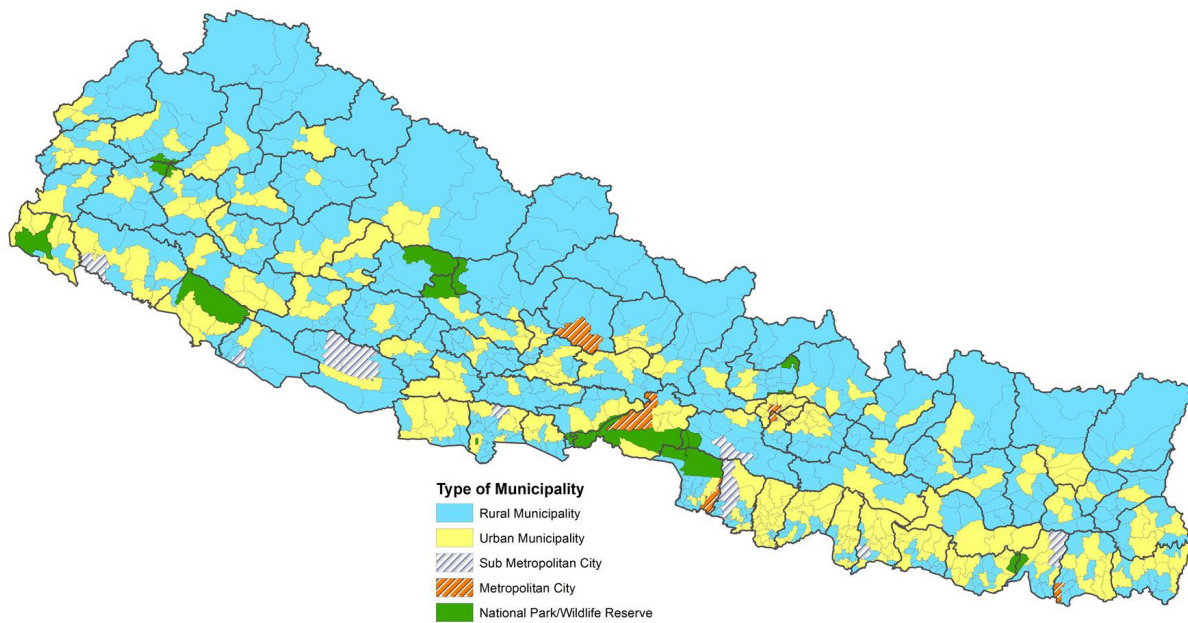 Type of Municipality
Rural Municipality
Urban Municipality
Sub Metropolitan City
Metropolitan City
National Park/Wildlife Reserve